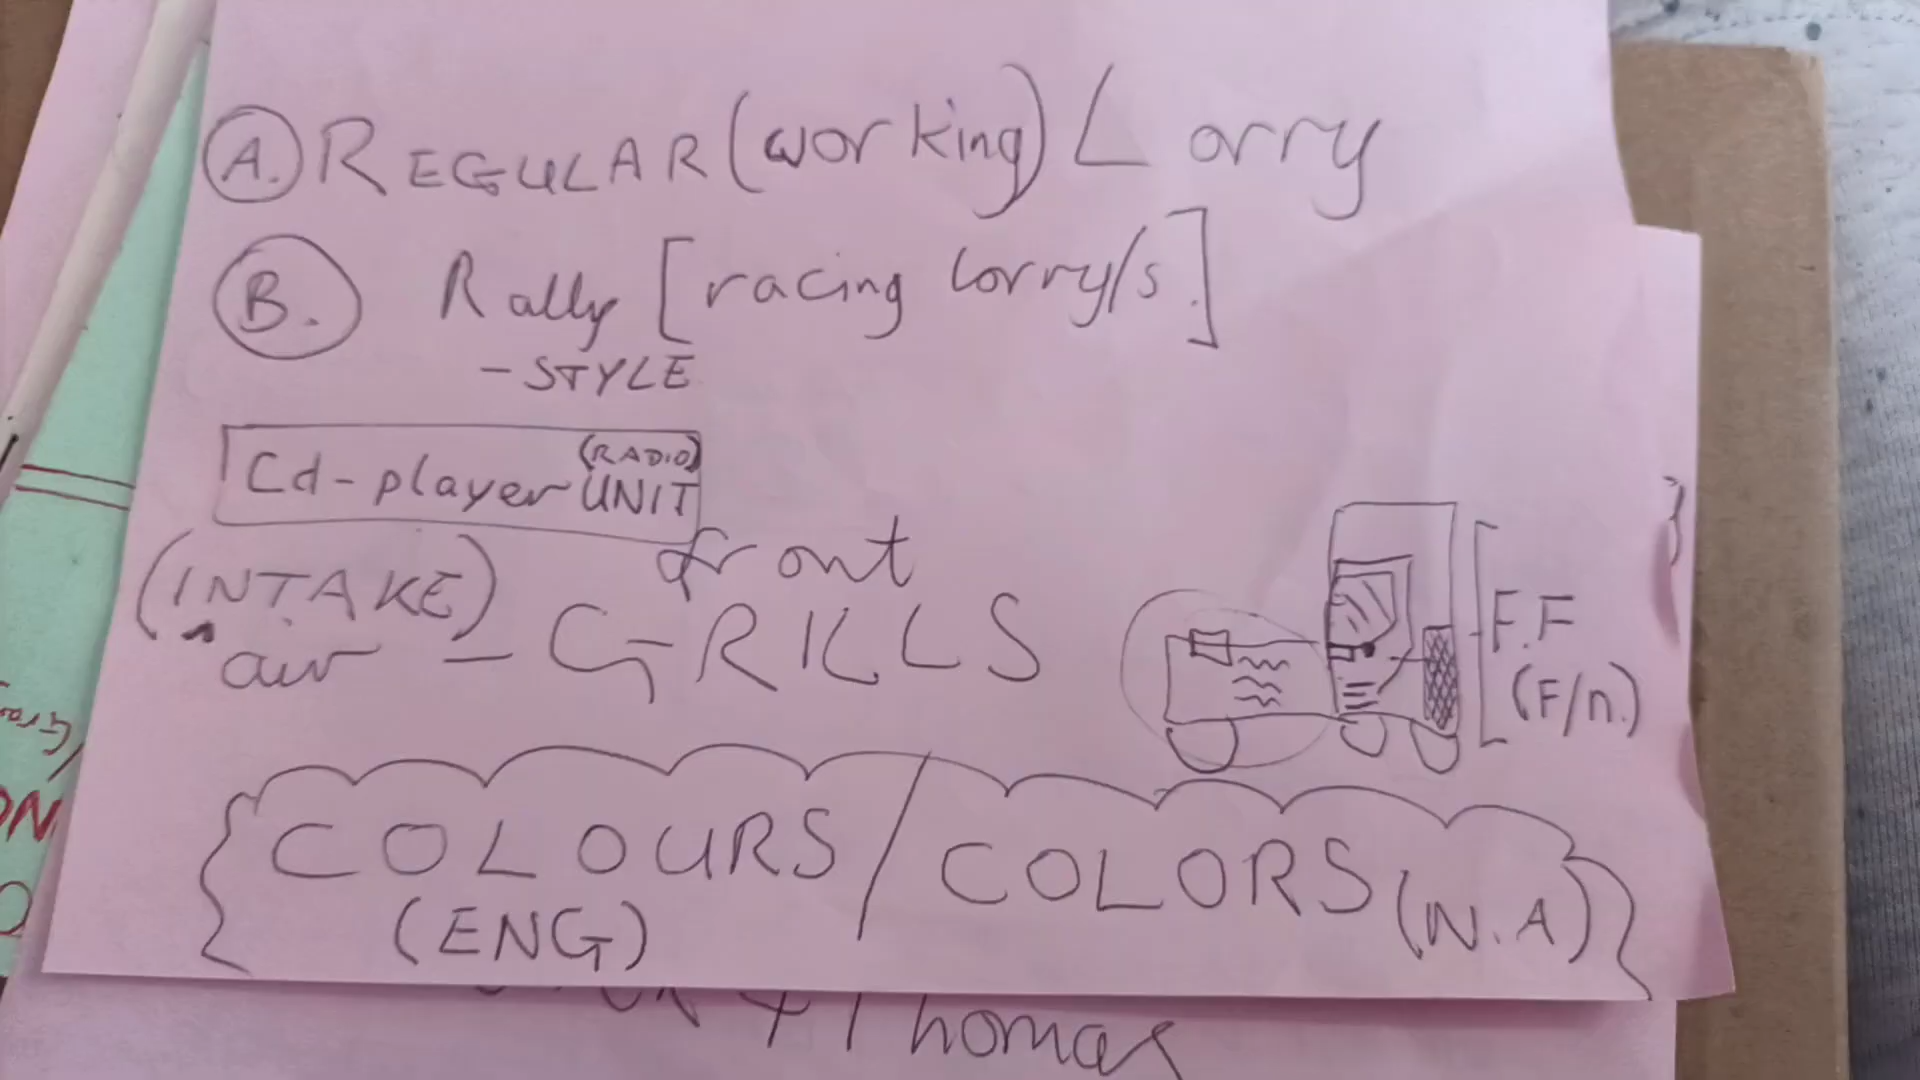 A. REGULAR (working) Lorry
B. Rally [racing lorry/s.]
- STYLE
Cd-player (RADIO) UNIT
(INTAKE) front
air - GRILLS
F.F
(F/n.)
{COLOURS / COLORS (N.A)}
(ENG)
Thomas